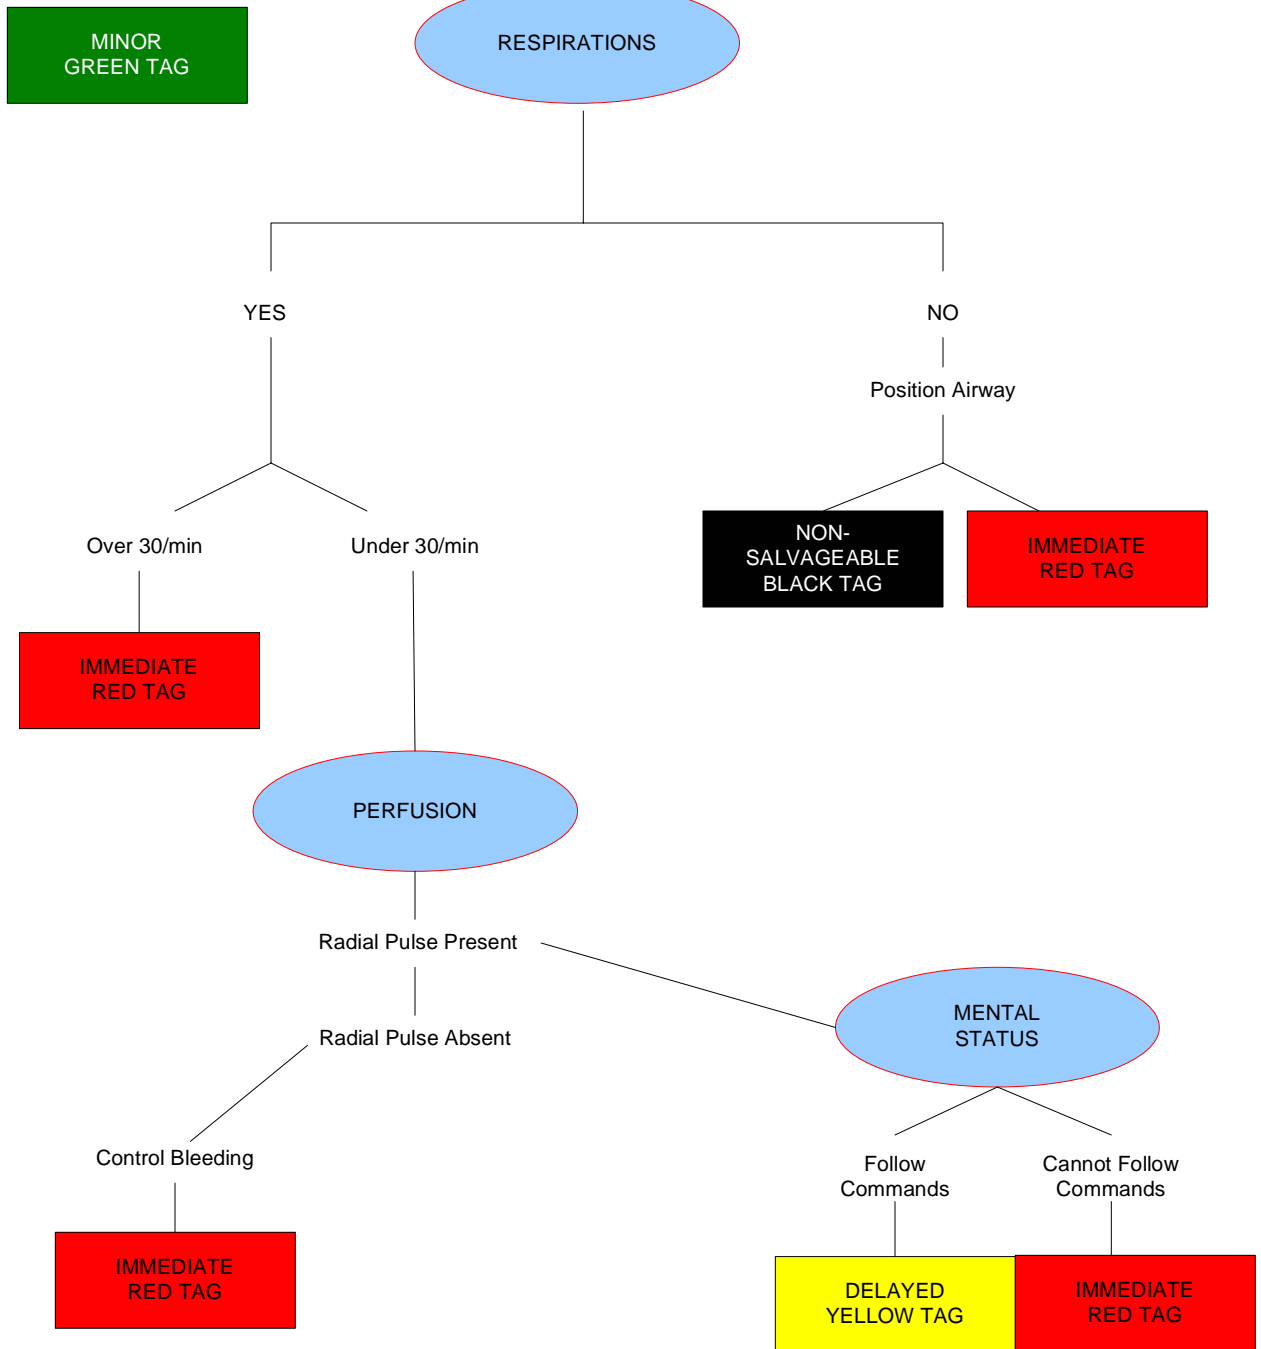 MINOR
GREEN TAG
RESPIRATIONS
YES
NO
Position Airway
Over 30/min
Under 30/min
NON-
SALVAGEABLE
BLACK TAG
IMMEDIATE
RED TAG
IMMEDIATE
RED TAG
PERFUSION
Radial Pulse Present
Radial Pulse Absent
MENTAL
STATUS
Control Bleeding
Follow
Commands
Cannot Follow
Commands
IMMEDIATE
RED TAG
DELAYED
YELLOW TAG
IMMEDIATE
RED TAG